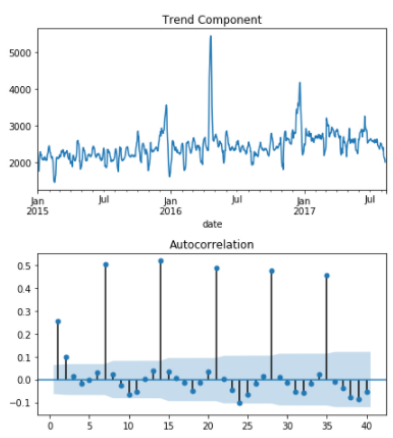 Trend Component
5000
4000
3000
2000
Jan Jul Jan Jul Jan Jul
2015 2016 2017
date
Autocorrelation
0.5
0.4
0.3
0.2
0.1
0.0
−0.1
0 5 10 15 20 25 30 35 40